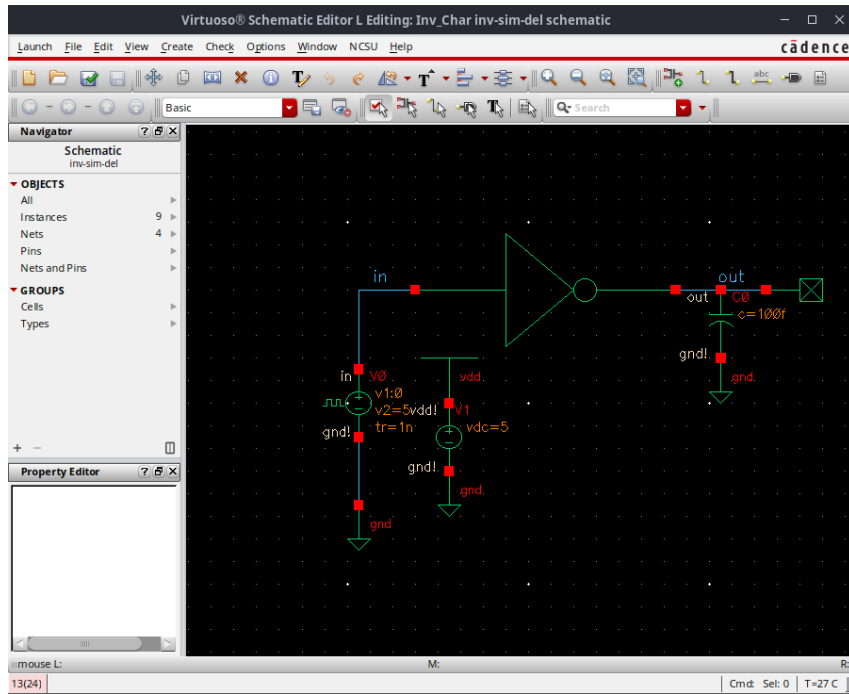 Virtuoso® Schematic Editor L Editing: Inv_Char inv-sim-del schematic
Launch File Edit View Create Check Options Window NCSU Help
cādence
abc
Basic
Search
Navigator
Schematic
inv-sim-del
OBJECTS
All
Instances 9
Nets 4
Pins
Nets and Pins
GROUPS
Cells
Types
Property Editor
in
out
out C0
c=100f
gnd!
gnd
in V0
v1:0
v2=5
tr=1n
gnd!
gnd
vdd
vdd! V1
vdc=5
gnd!
gnd
mouse L: M: R:
13(24) Cmd: Sel: 0 T=27 C